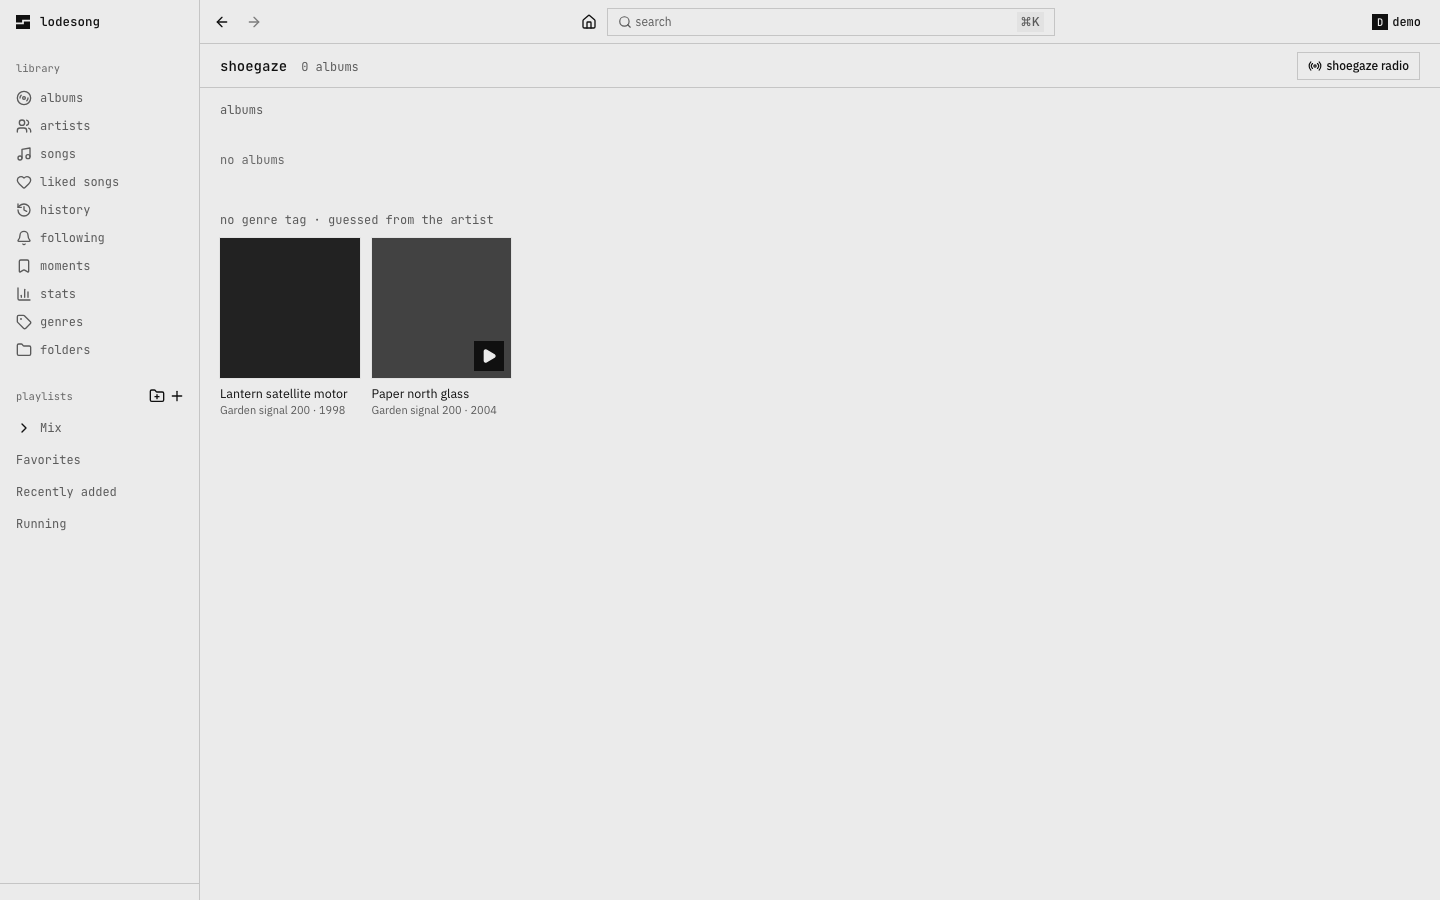 lodesong
search
⌘K
D demo
library
albums
artists
songs
liked songs
history
following
moments
stats
genres
folders
playlists
Mix
Favorites
Recently added
Running
shoegaze 0 albums
shoegaze radio
albums
no albums
no genre tag · guessed from the artist
Lantern satellite motor
Garden signal 200 · 1998
Paper north glass
Garden signal 200 · 2004